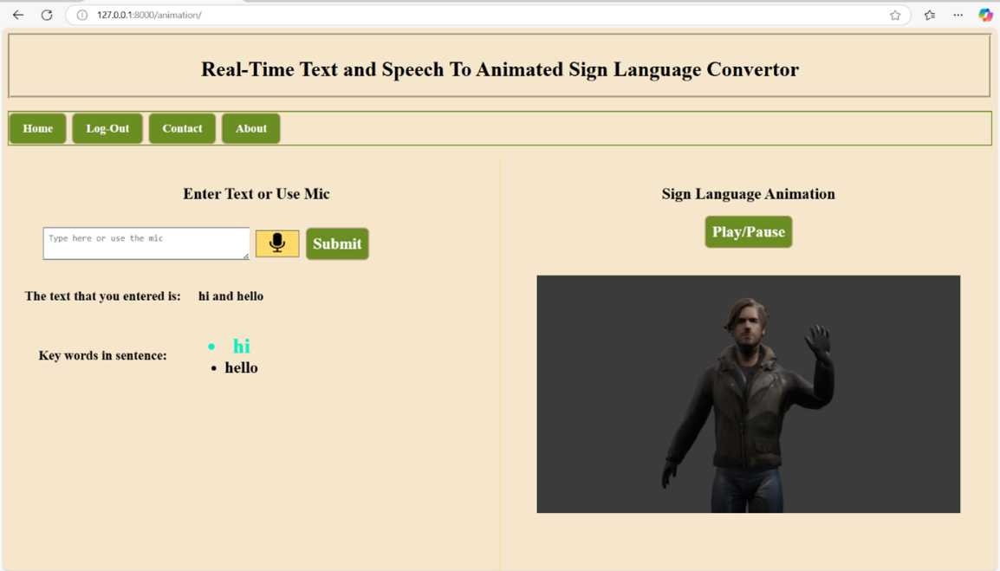 127.0.0.1:8000/animation/
Real-Time Text and Speech To Animated Sign Language Convertor
Home Log-Out Contact About
Enter Text or Use Mic
Type here or use the mic
Submit
The text that you entered is: hi and hello
Key words in sentence:
• hi
• hello
Sign Language Animation
Play/Pause